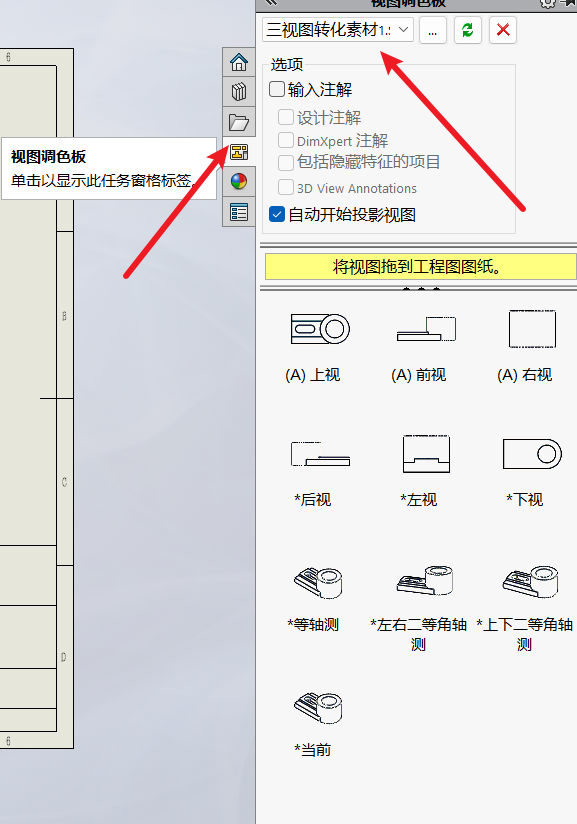 视图调色板
6
三视图转化素材1.
...
选项
输入注解
设计注解
DimXpert 注解
包括隐藏特征的项目
3D View Annotations
自动开始投影视图
视图调色板
单击以显示此任务窗格标签。
将视图拖到工程图图纸。
B
(A) 上视
(A) 前视
(A) 右视
C
*后视
*左视
*下视
*等轴测
*左右二等角轴
测
*上下二等角轴
测
D
6
*当前